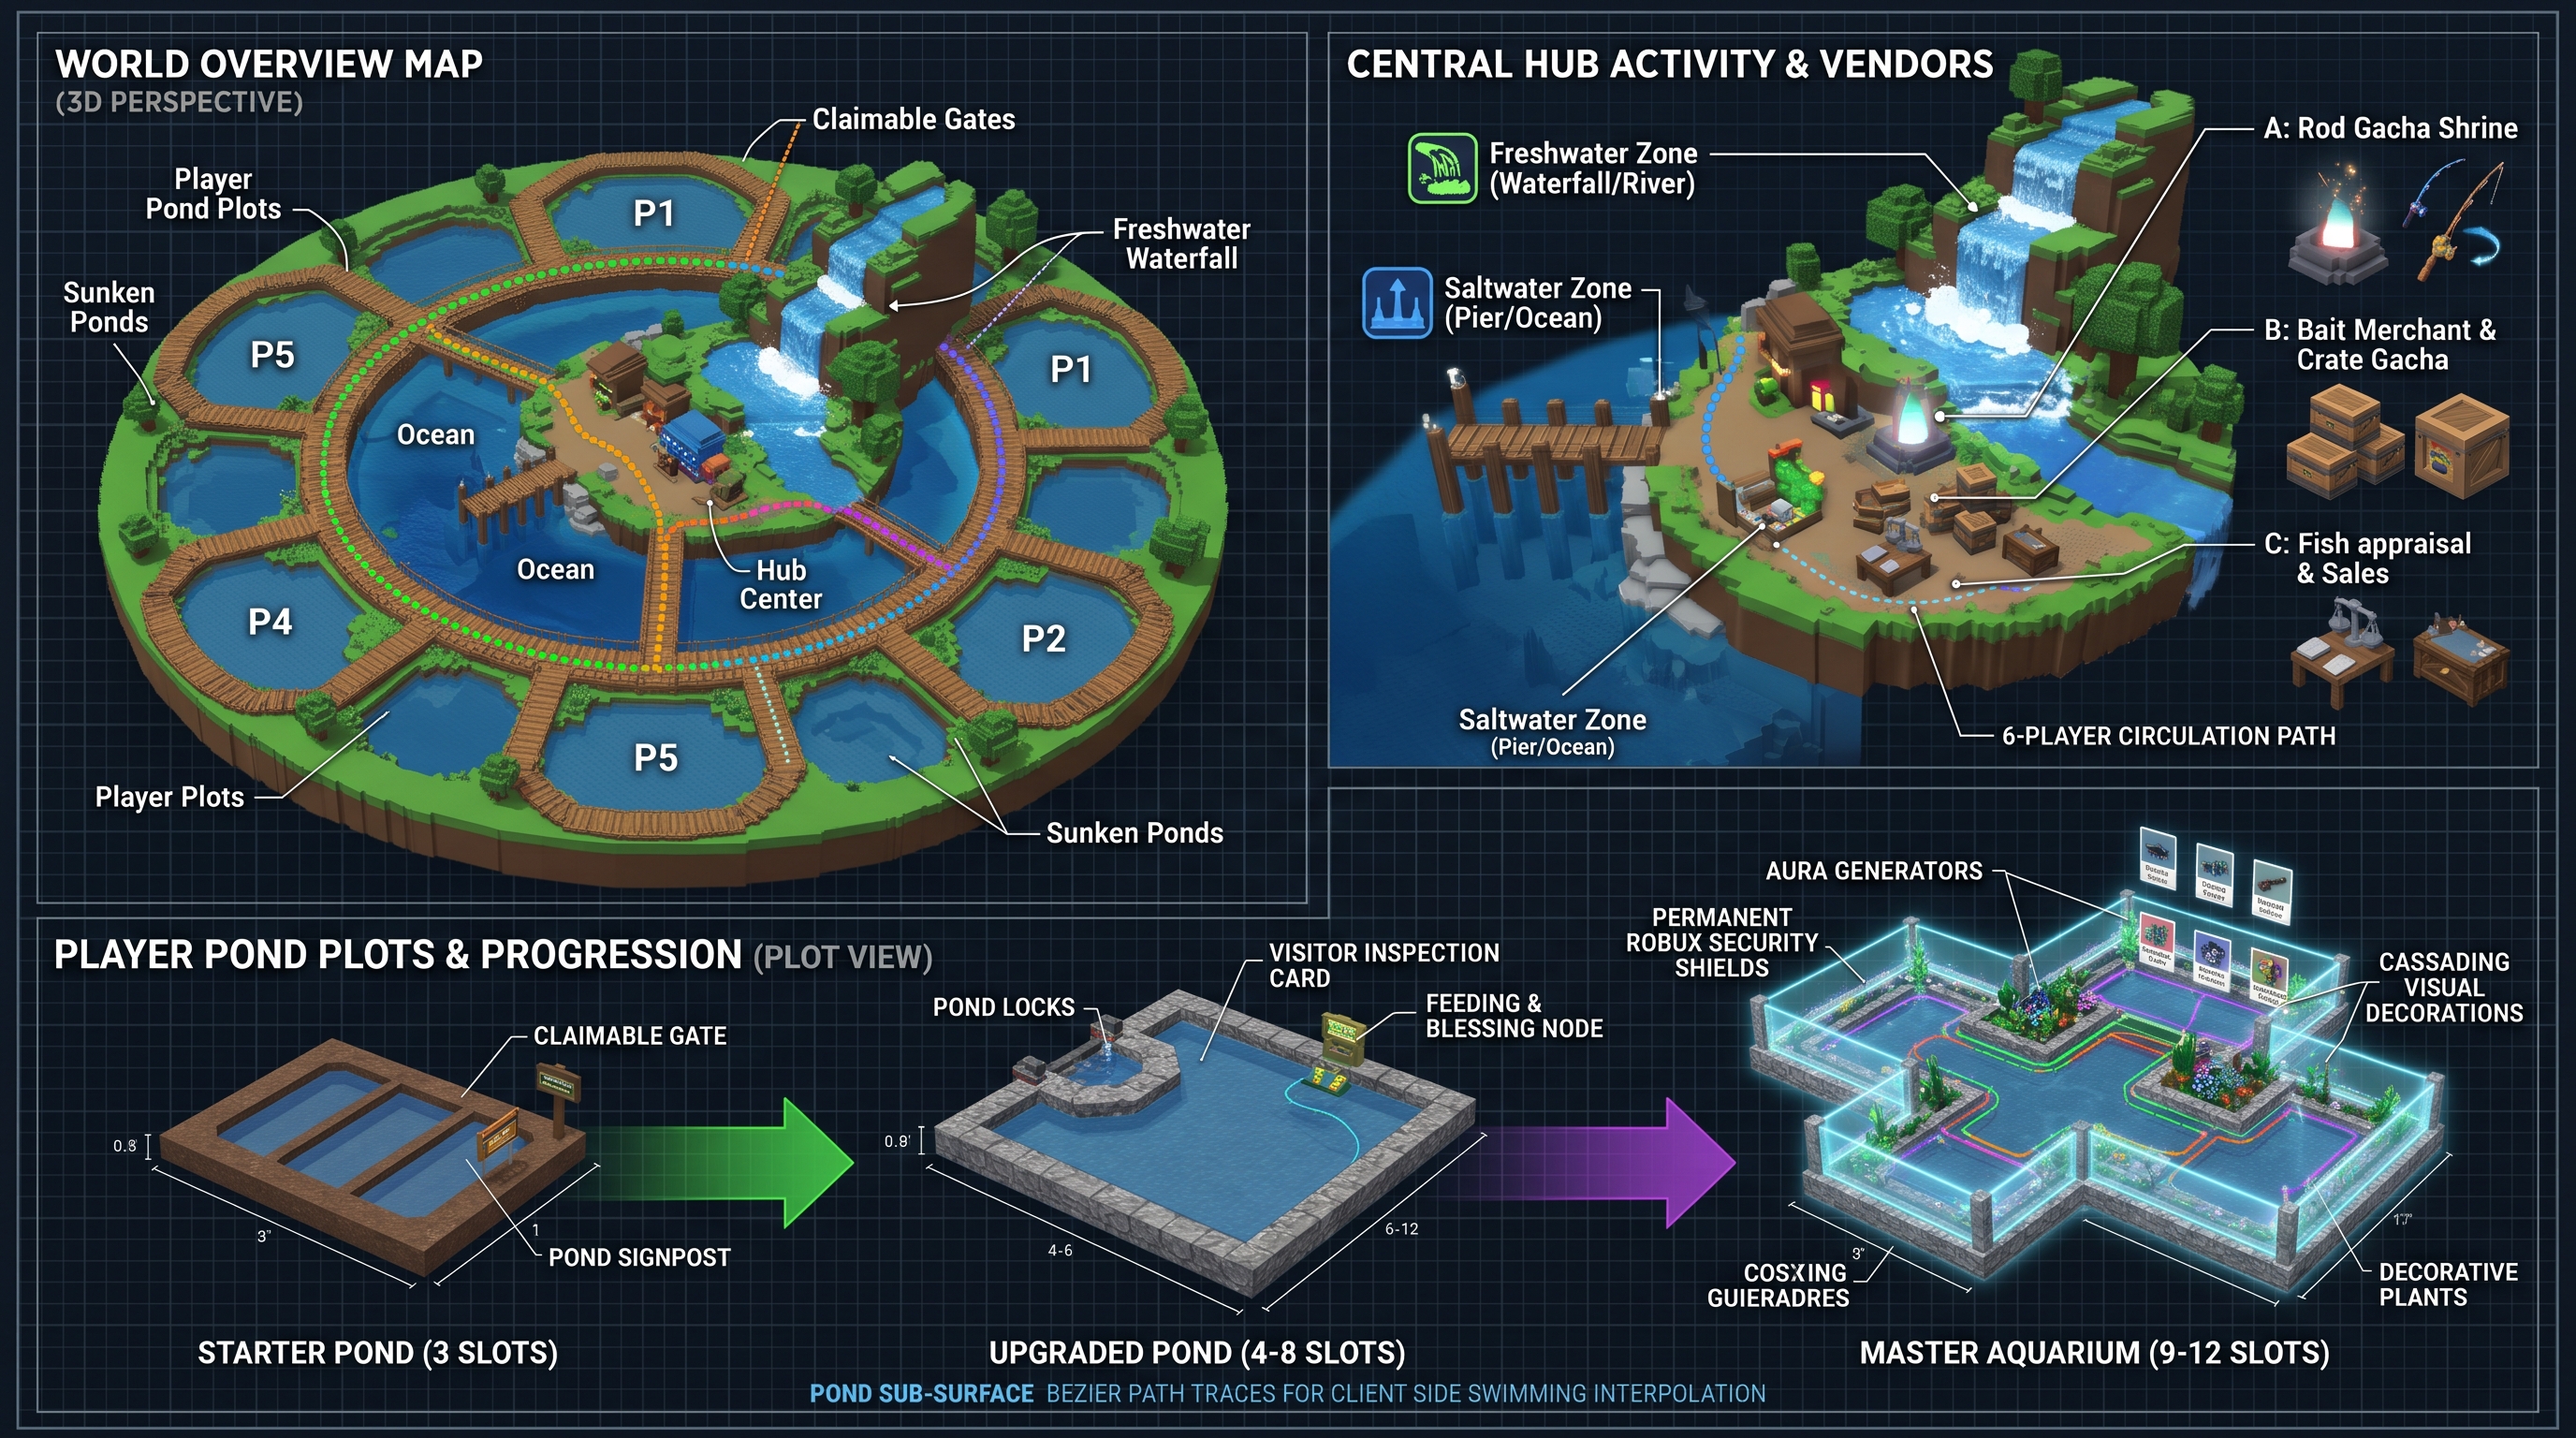 WORLD OVERVIEW MAP
(3D PERSPECTIVE)
Claimable Gates
Player
Pond Plots
P1
Freshwater
Waterfall
Sunken
Ponds
P5
P1
Ocean
Ocean
Hub
Center
P4
P2
P5
Player Plots
Sunken Ponds
CENTRAL HUB ACTIVITY & VENDORS
Freshwater Zone
(Waterfall/River)
Saltwater Zone
(Pier/Ocean)
A: Rod Gacha Shrine
B: Bait Merchant &
Crate Gacha
C: Fish appraisal
& Sales
Saltwater Zone
(Pier/Ocean)
6-PLAYER CIRCULATION PATH
PLAYER POND PLOTS & PROGRESSION (PLOT VIEW)
CLAIMABLE GATE
0.8'
3"
1
POND SIGNPOST
STARTER POND (3 SLOTS)
VISITOR INSPECTION
CARD
POND LOCKS
FEEDING &
BLESSING NODE
0.8'
4-6
6-12
UPGRADED POND (4-8 SLOTS)
AURA GENERATORS
PERMANENT
ROBUX SECURITY
SHIELDS
CASSADING
VISUAL
DECORATIONS
3"
COSXING
GUIERADRES
DECORATIVE
PLANTS
MASTER AQUARIUM (9-12 SLOTS)
POND SUB-SURFACE BEZIER PATH TRACES FOR CLIENT SIDE SWIMMING INTERPOLATION